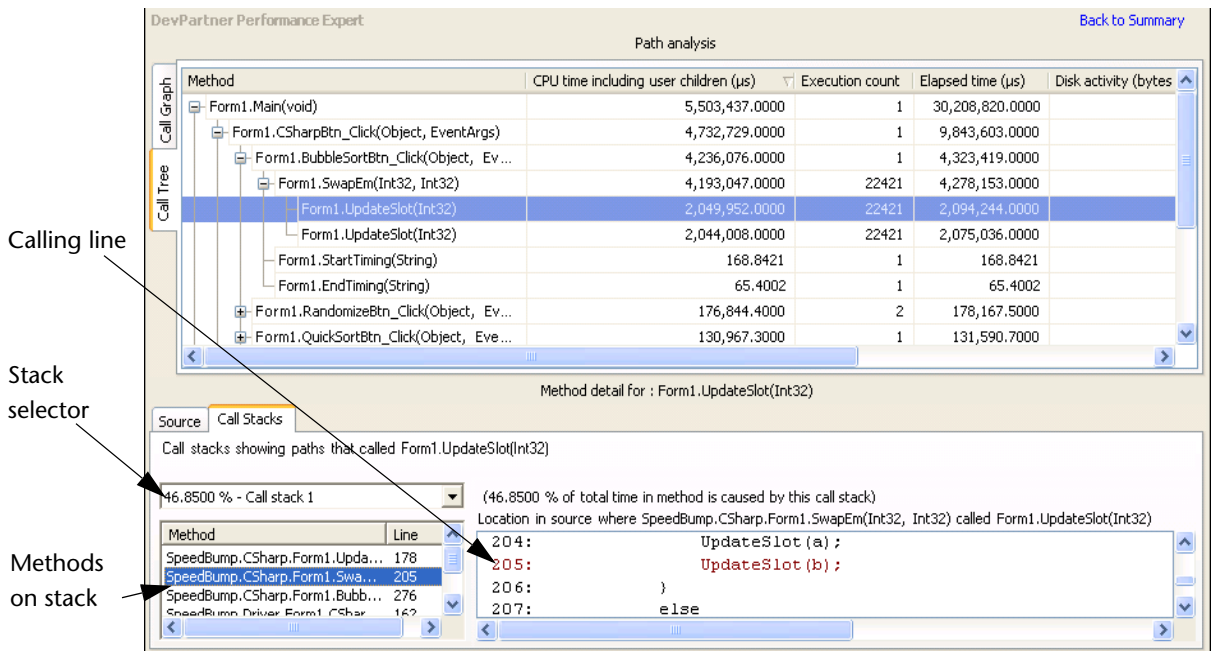 DevPartner Performance Expert
Back to Summary
Path analysis
Call Graph
Call Tree
Method CPU time including user children (µs) Execution count Elapsed time (µs) Disk activity (bytes
Form1.Main(void) 5,503,437.0000 1 30,208,820.0000
Form1.CSharpBtn_Click(Object, EventArgs) 4,732,729.0000 1 9,843,603.0000
Form1.BubbleSortBtn_Click(Object, Ev... 4,236,076.0000 1 4,323,419.0000
Form1.SwapEm(Int32, Int32) 4,193,047.0000 22421 4,278,153.0000
Form1.UpdateSlot(Int32) 2,049,952.0000 22421 2,094,244.0000
Form1.UpdateSlot(Int32) 2,044,008.0000 22421 2,075,036.0000
Form1.StartTiming(String) 168.8421 1 168.8421
Form1.EndTiming(String) 65.4002 1 65.4002
Form1.RandomizeBtn_Click(Object, Ev... 176,844.4000 2 178,167.5000
Form1.QuickSortBtn_Click(Object, Eve... 130,967.3000 1 131,590.7000
Calling line
Stack
selector
Methods
on stack
Method detail for : Form1.UpdateSlot(Int32)
Source Call Stacks
Call stacks showing paths that called Form1.UpdateSlot(Int32)
46.8500 % - Call stack 1
(46.8500 % of total time in method is caused by this call stack)
Location in source where SpeedBump.CSharp.Form1.SwapEm(Int32, Int32) called Form1.UpdateSlot(Int32)
Method Line
SpeedBump.CSharp.Form1.Upda... 178
SpeedBump.CSharp.Form1.Swa... 205
SpeedBump.CSharp.Form1.Bubb... 276
SpeedBump.Driver.Form1.CShar... 162
204: UpdateSlot(a);
205: UpdateSlot(b);
206: }
207: else